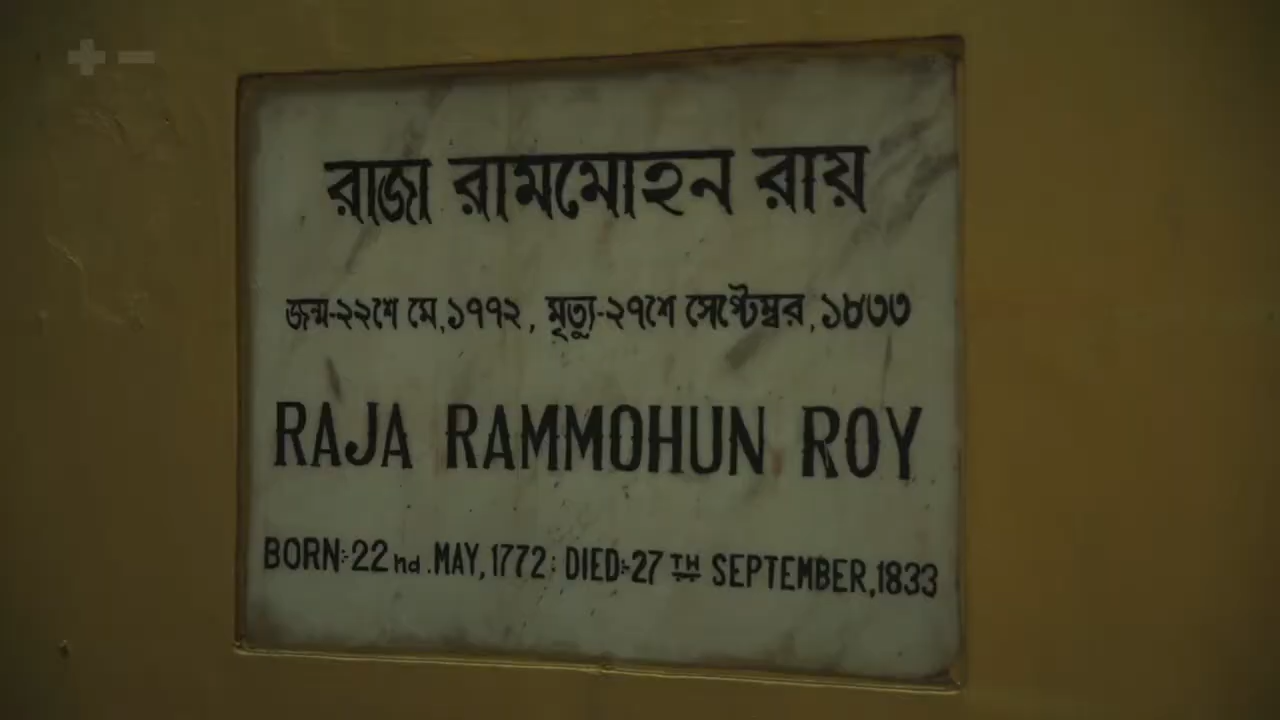 রাজা রামমোহন রায়
জন্ম-২২শে মে,১৭৭২, মৃত্যু-২৭শে সেপ্টেম্বর,১৮৩৩
RAJA RAMMOHUN ROY
BORN:-22nd.MAY,1772: DIED:-27TH SEPTEMBER,1833